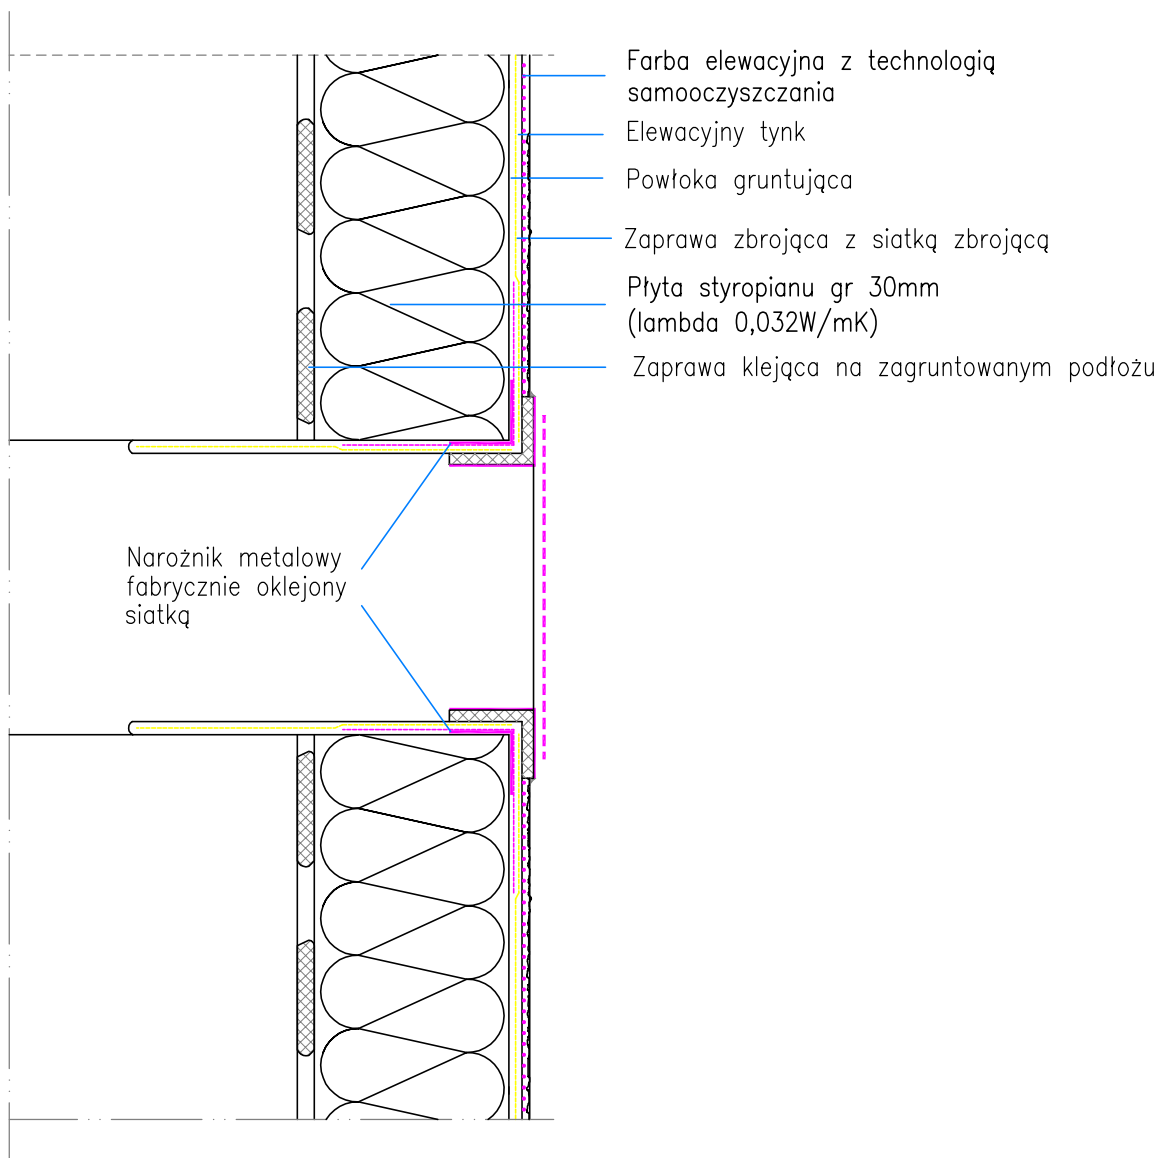 Farba elewacyjna z technologią
samooczyszczania
Elewacyjny tynk
Powłoka gruntująca
Zaprawa zbrojąca z siatką zbrojącą
Płyta styropianu gr 30mm
(lambda 0,032W/mK)
Zaprawa klejąca na zagruntowanym podłożu
Narożnik metalowy
fabrycznie oklejony
siatką